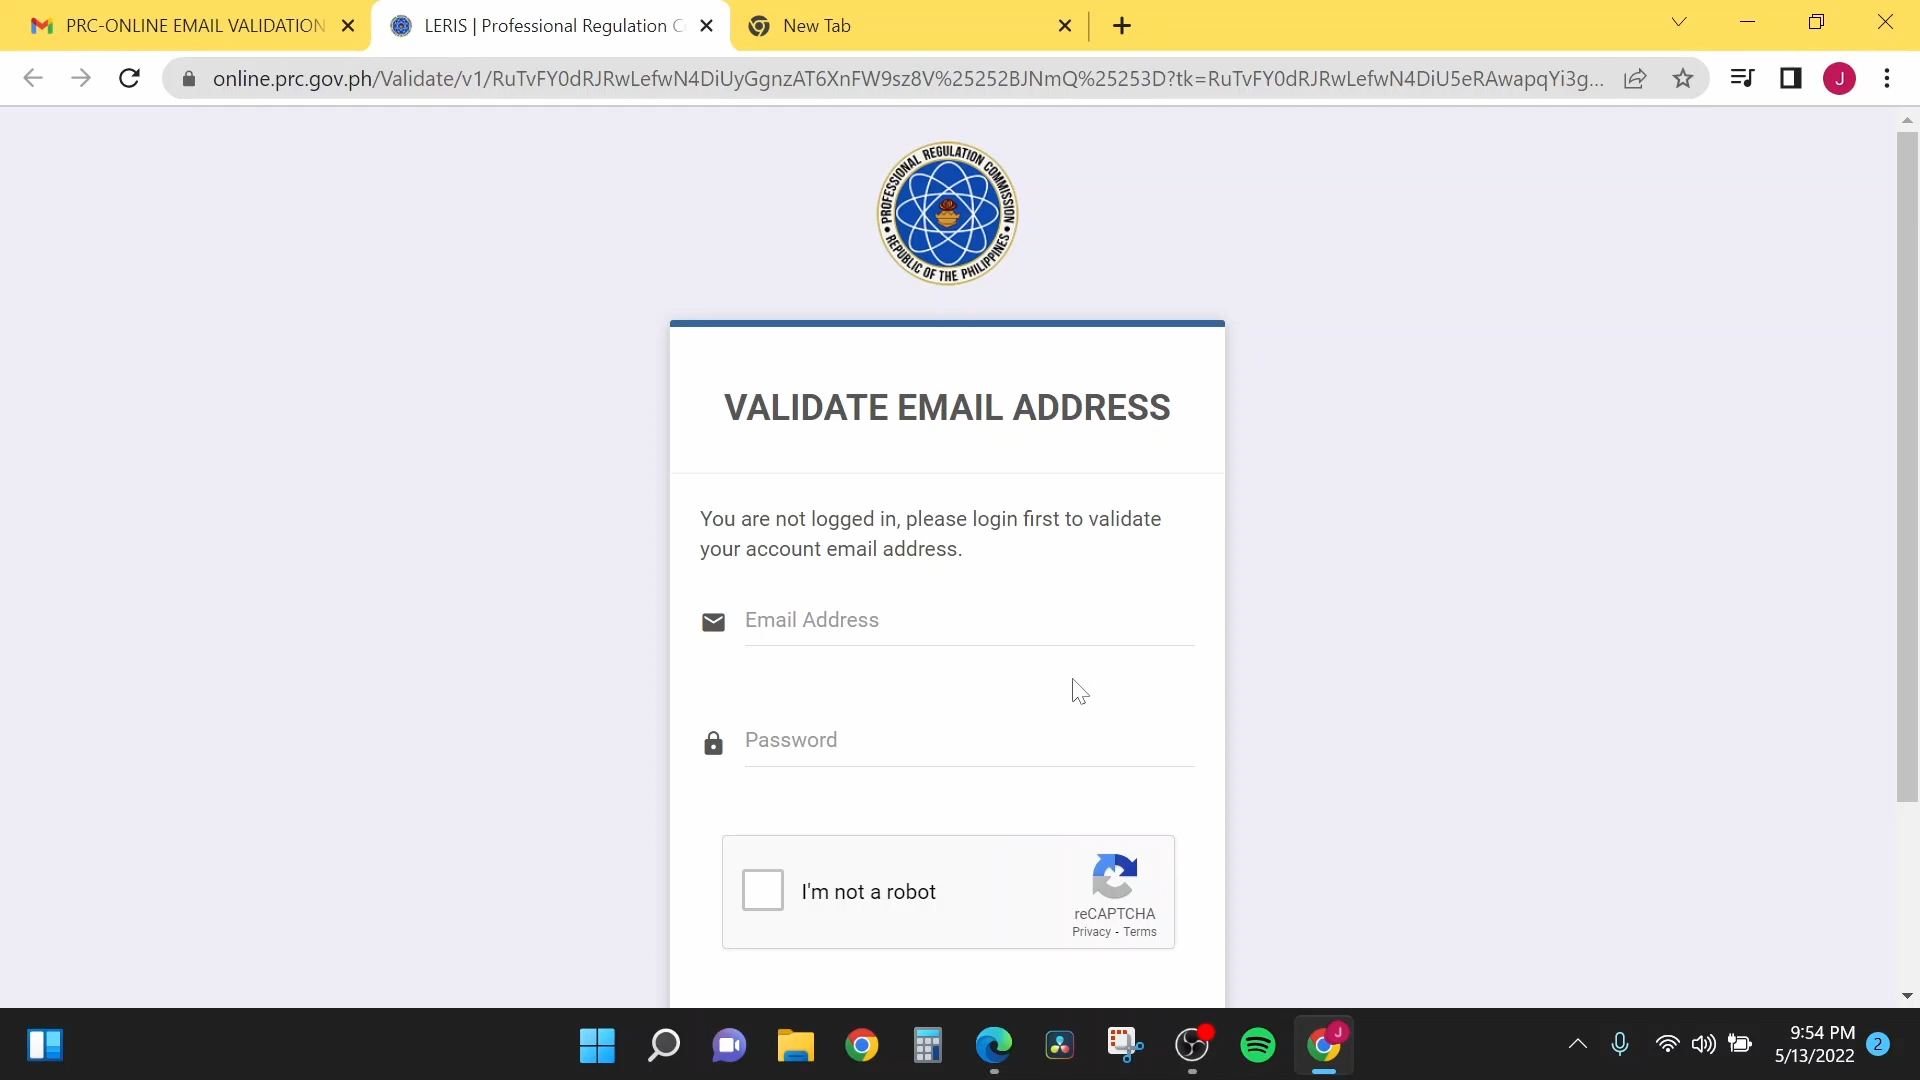 PRC-ONLINE EMAIL VALIDATION
LERIS | Professional Regulation C
New Tab
online.prc.gov.ph/Validate/v1/RuTvFY0dRJRwLefwN4DiUyGgnzAT6XnFW9sz8V%25252BJNmQ%25253D?tk=RuTvFY0dRJRwLefwN4DiU5eRAwapqYi3g...
J
PROFESSIONAL REGULATION COMMISSION
REPUBLIC OF THE PHILIPPINES
VALIDATE EMAIL ADDRESS
You are not logged in, please login first to validate
your account email address.
Email Address
Password
I'm not a robot
reCAPTCHA
Privacy - Terms
J
9:54 PM
5/13/2022
2